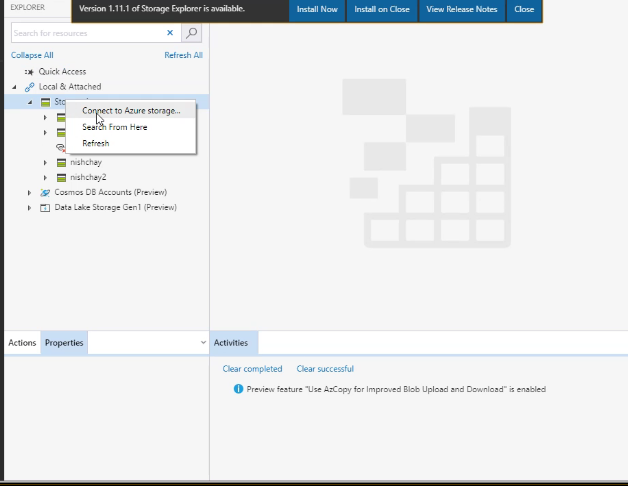 EXPLORER
Version 1.11.1 of Storage Explorer is available.
Install Now
Install on Close
View Release Notes
Close
Search for resources
Collapse All
Refresh All
Quick Access
Local & Attached
Connect to Azure storage...
Search From Here
Refresh
nishchay
nishchay2
Cosmos DB Accounts (Preview)
Data Lake Storage Gen1 (Preview)
Actions
Properties
Activities
Clear completed
Clear successful
Preview feature "Use AzCopy for Improved Blob Upload and Download" is enabled